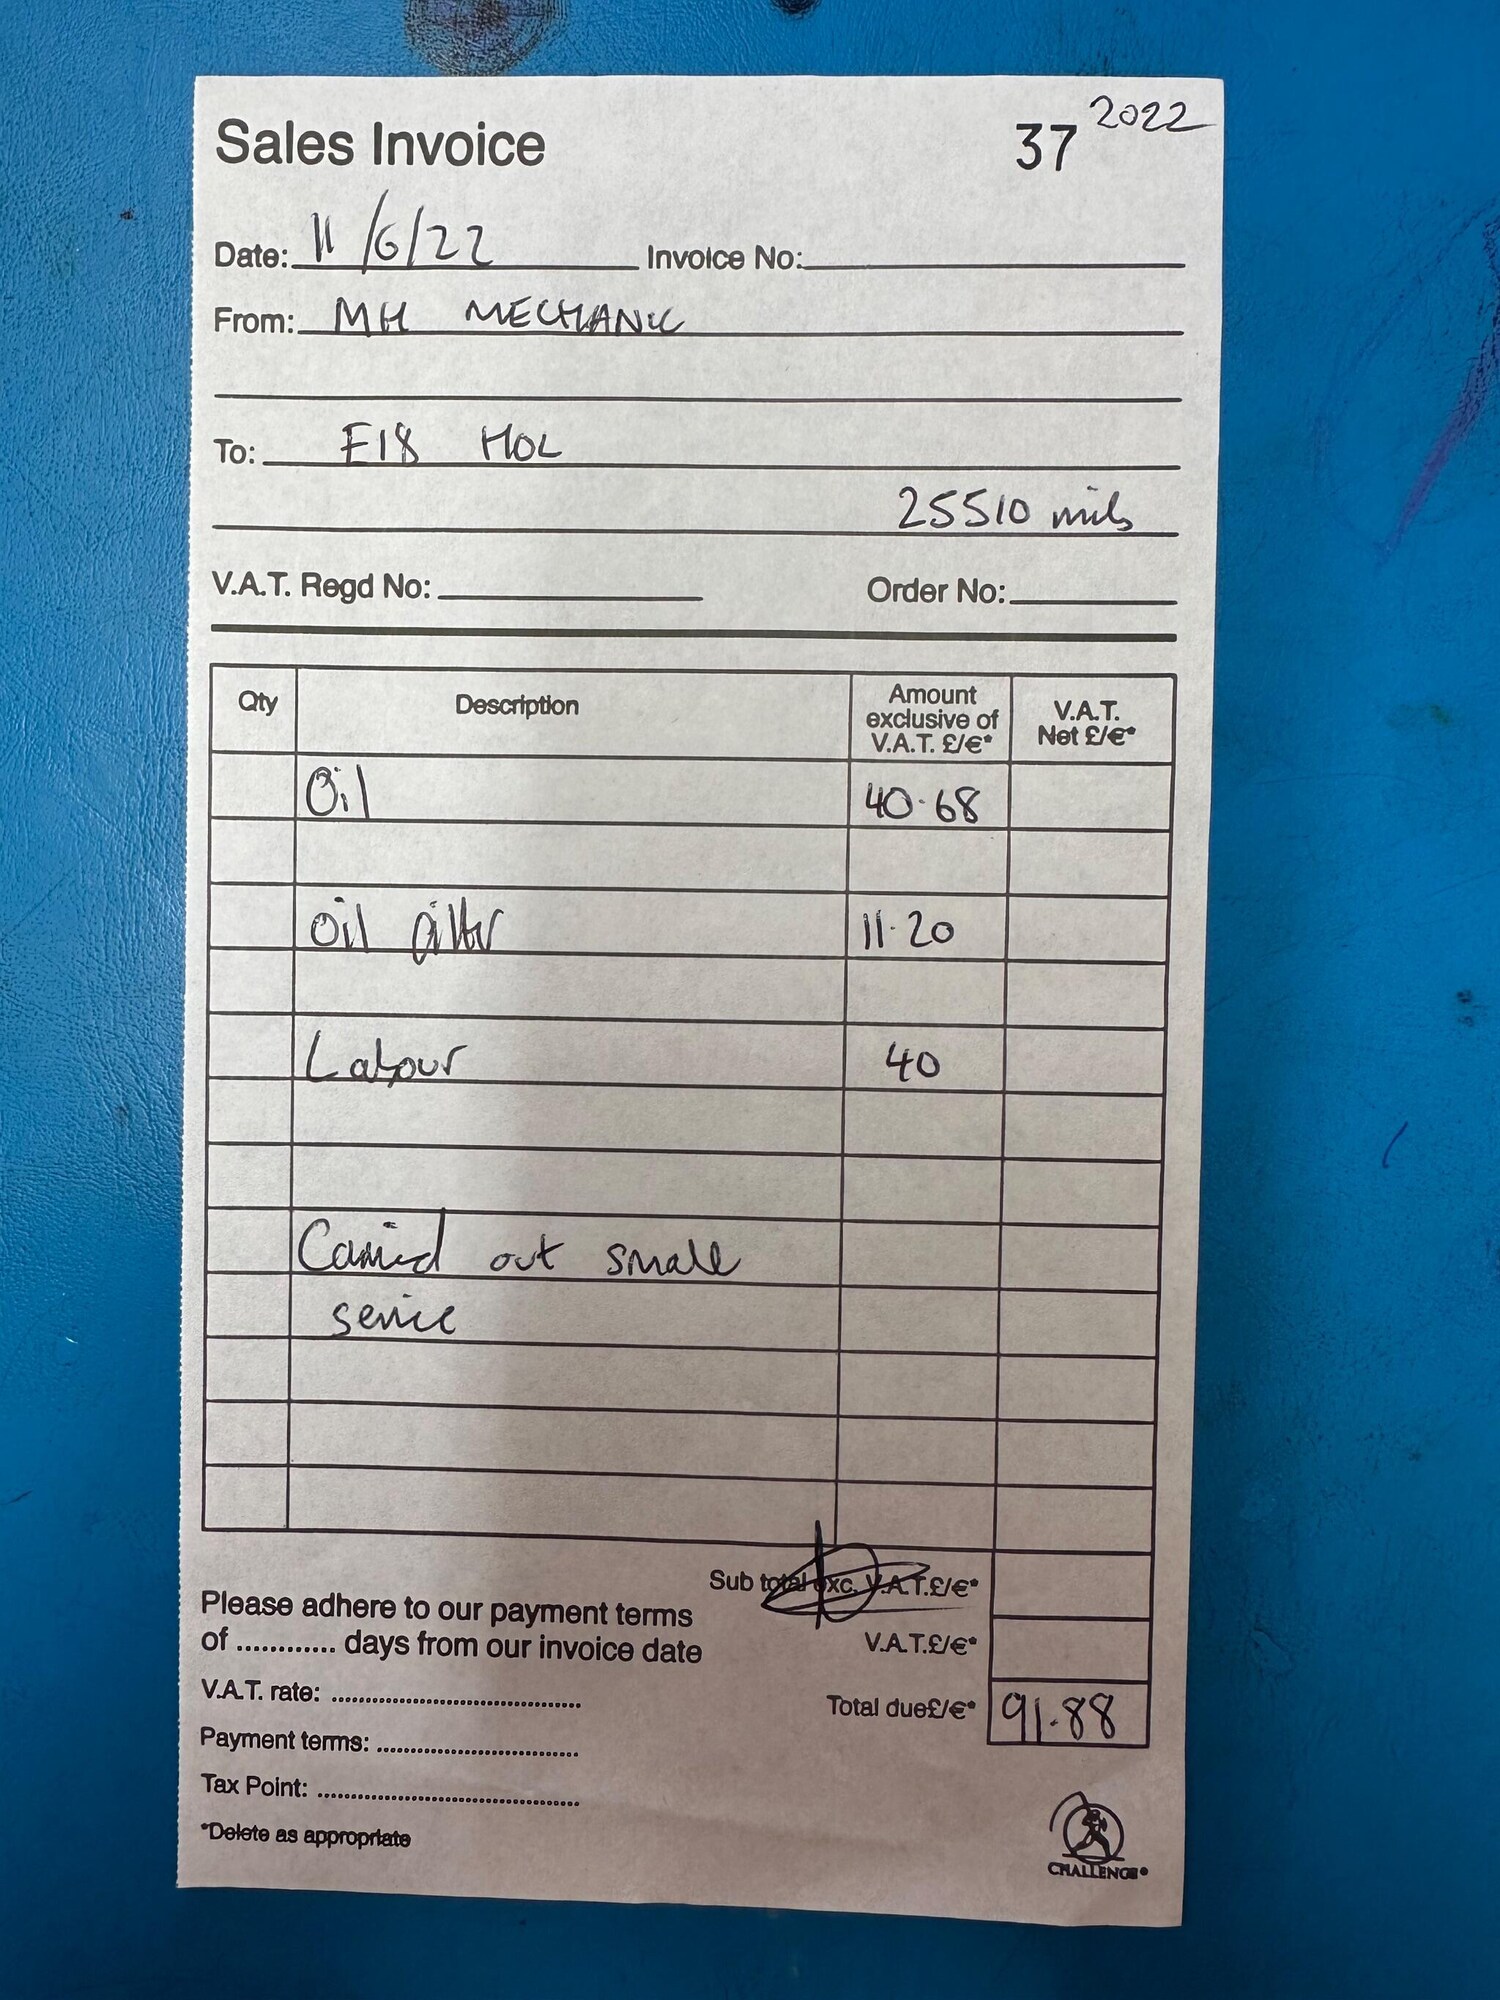 Sales Invoice 37 2022
Date: 11/6/22 Invoice No:
From: MH MECHANIC
To: E18 MOL
25510 miles
V.A.T. Regd No: Order No:
Qty Description Amount exclusive of V.A.T. £/€* V.A.T. Net £/€*
Oil 40.68
Oil filter 11.20
Labour 40
Carried out small
service
Sub total exc. V.A.T.£/€*
Please adhere to our payment terms
of ............ days from our invoice date
V.A.T.£/€*
V.A.T. rate:
Total due£/€* 91.88
Payment terms:
Tax Point:
*Delete as appropriate
CHALLENGE®